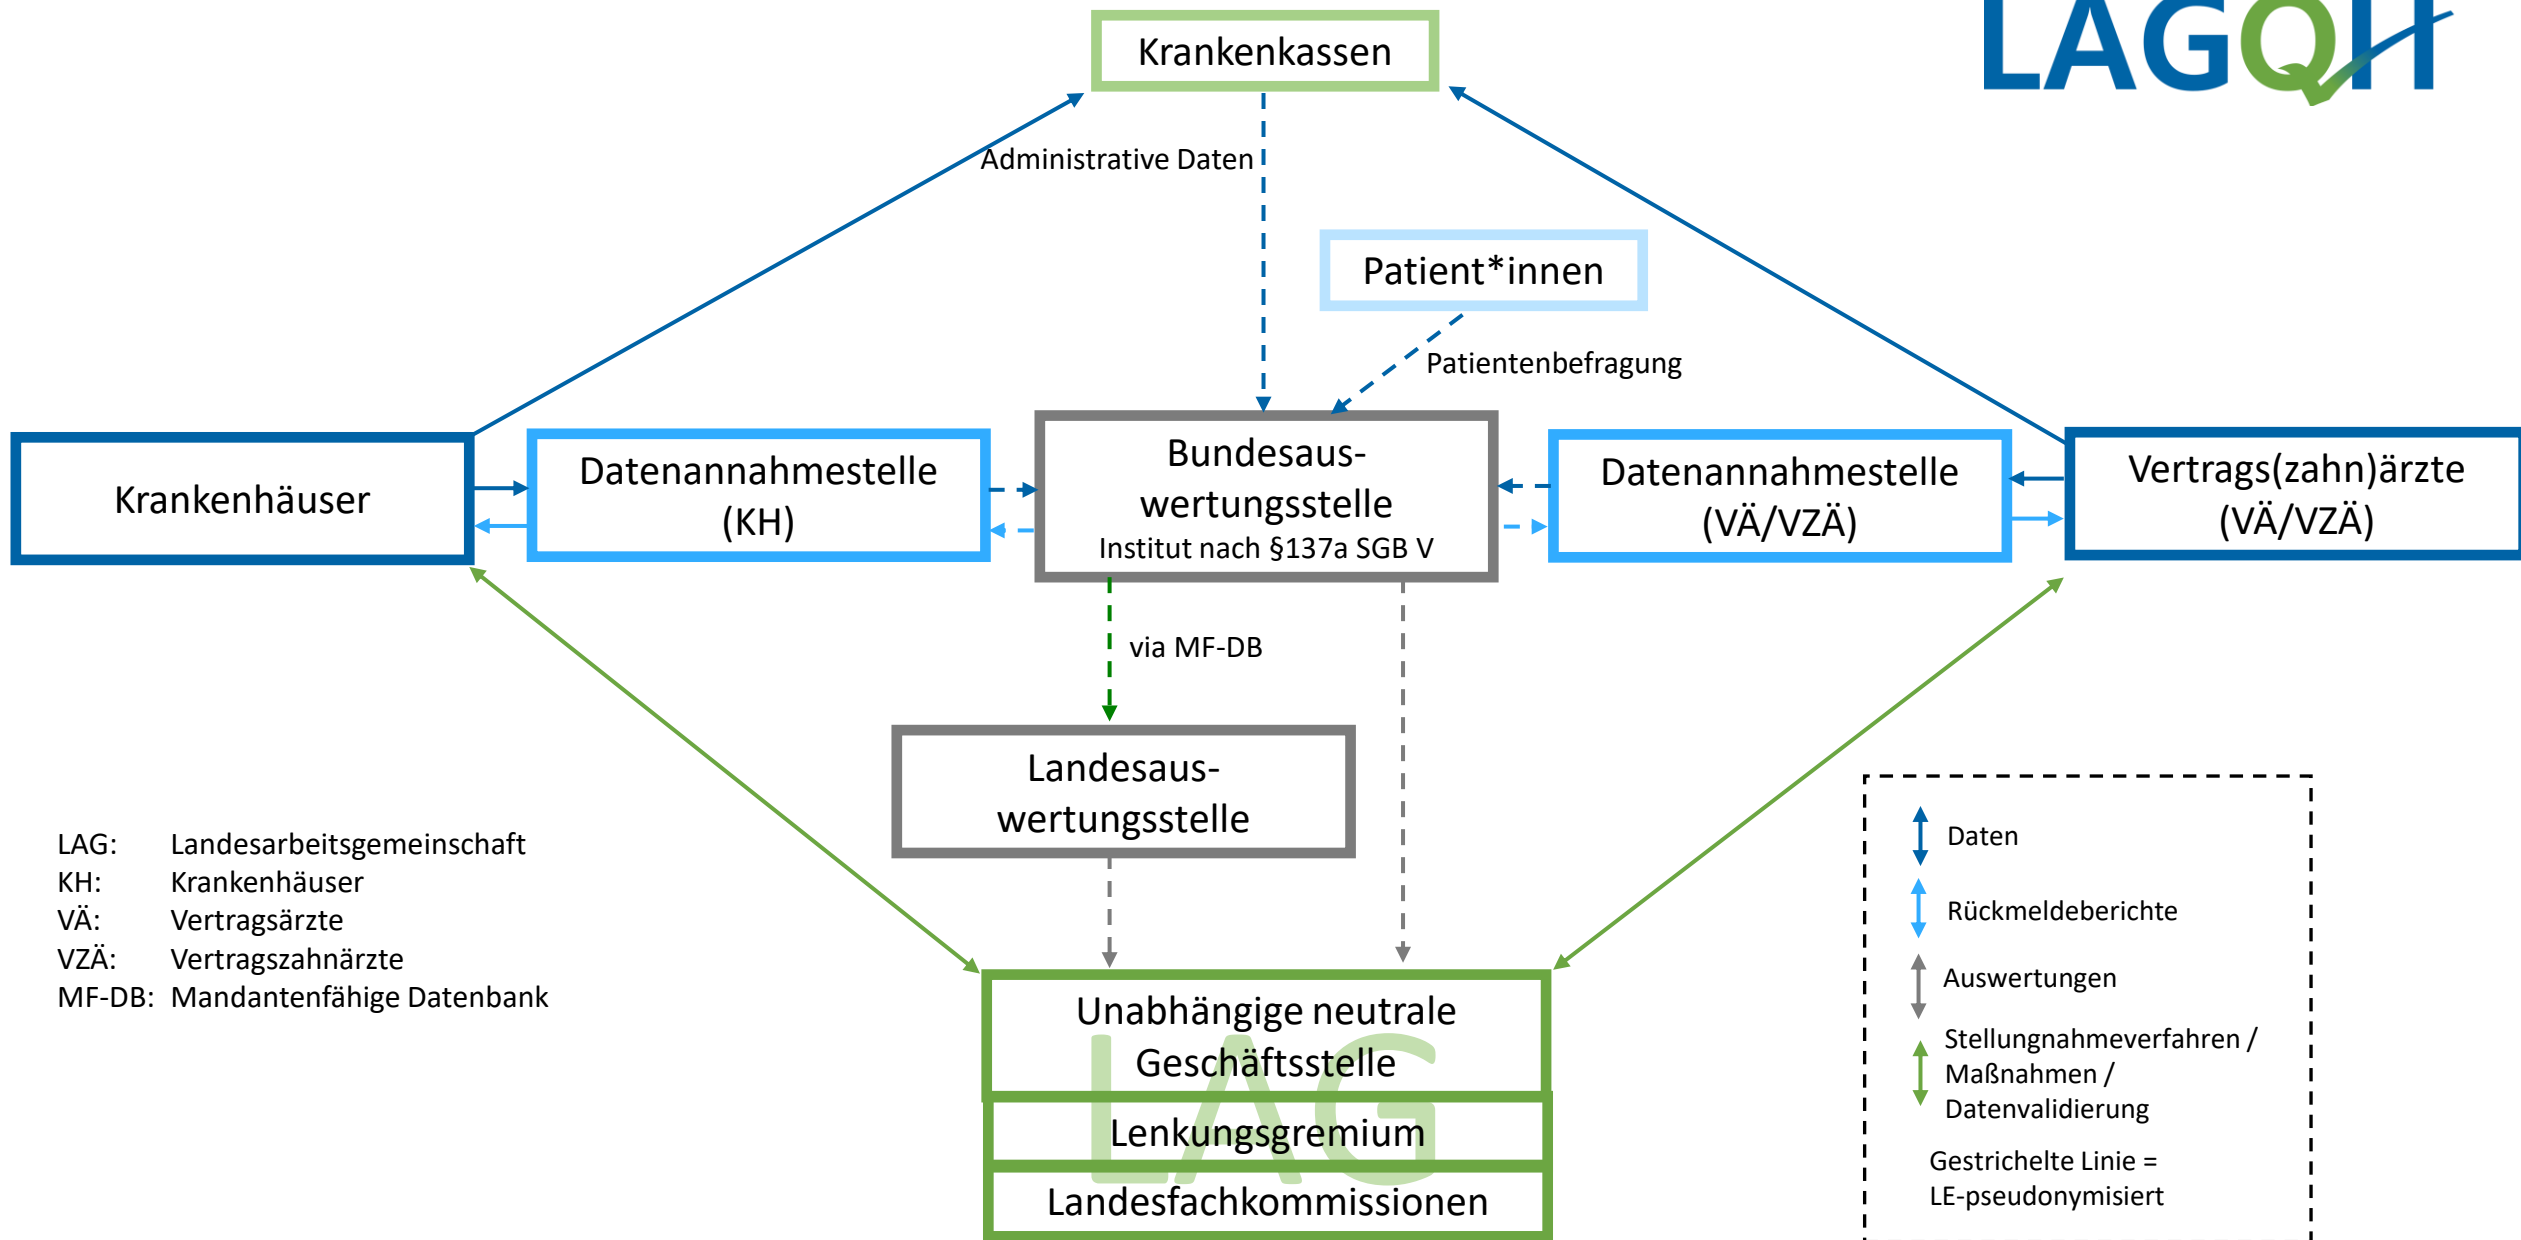 LAGQH
Krankenkassen
Administrative Daten
Patient*innen
Patientenbefragung
Krankenhäuser
Datenannahmestelle
(KH)
Bundesaus-
wertungsstelle
Institut nach §137a SGB V
Datenannahmestelle
(VÄ/VZÄ)
Vertrags(zahn)ärzte
(VÄ/VZÄ)
via MF-DB
Landesaus-
wertungsstelle
LAG: Landesarbeitsgemeinschaft
KH: Krankenhäuser
VÄ: Vertragsärzte
VZÄ: Vertragszahnärzte
MF-DB: Mandantenfähige Datenbank
LAG
Unabhängige neutrale
Geschäftsstelle
Lenkungsgremium
Landesfachkommissionen
Daten
Rückmeldeberichte
Auswertungen
Stellungnahmeverfahren /
Maßnahmen /
Datenvalidierung
Gestrichelte Linie =
LE-pseudonymisiert